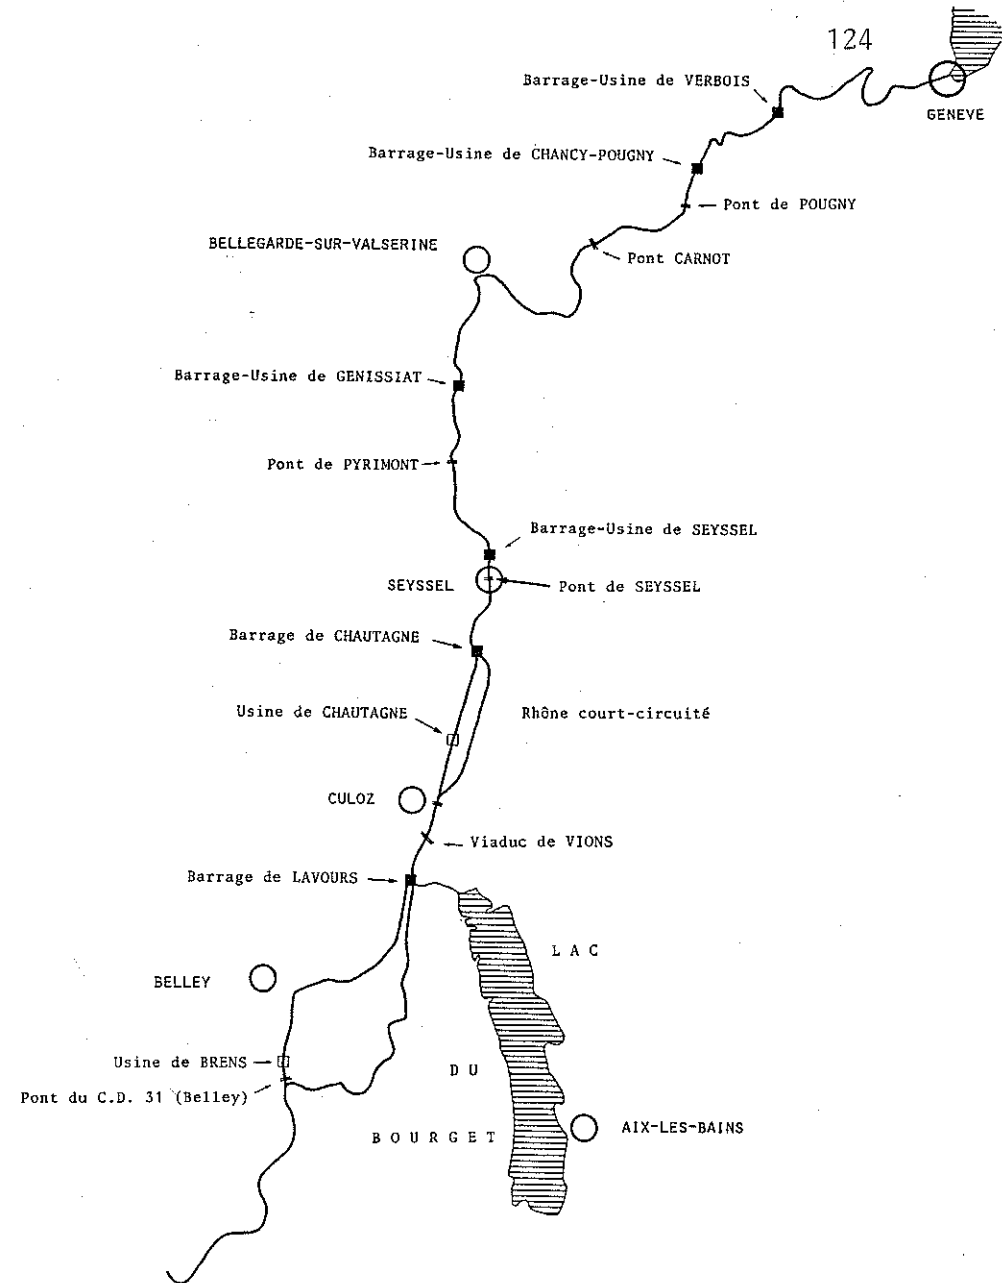 124
Barrage-Usine de VERBOIS
GENEVE
Barrage-Usine de CHANCY-POUGNY
Pont de POUGNY
BELLEGARDE-SUR-VALSERINE
Pont CARNOT
Barrage-Usine de GENISSIAT
Pont de PYRIMONT
Barrage-Usine de SEYSSEL
SEYSSEL
Pont de SEYSSEL
Barrage de CHAUTAGNE
Usine de CHAUTAGNE
Rhône court-circuité
CULOZ
Viaduc de VIONS
Barrage de LAVOURS
LAC
BELLEY
Usine de BRENS
DU
Pont du C.D. 31 (Belley)
BOURGET
AIX-LES-BAINS